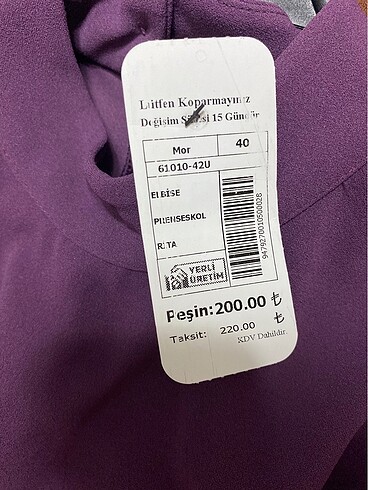 Lütfen Koparmayınız
Değişim Süresi 15 Gündür
Mor 40
61010-42U
ELBİSE
PRENSESKOL
RİTA
9479270010500028
YERLİ
ÜRETİM
Peşin:200.00 ₺
Taksit: 220.00 ₺
KDV Dahildir.